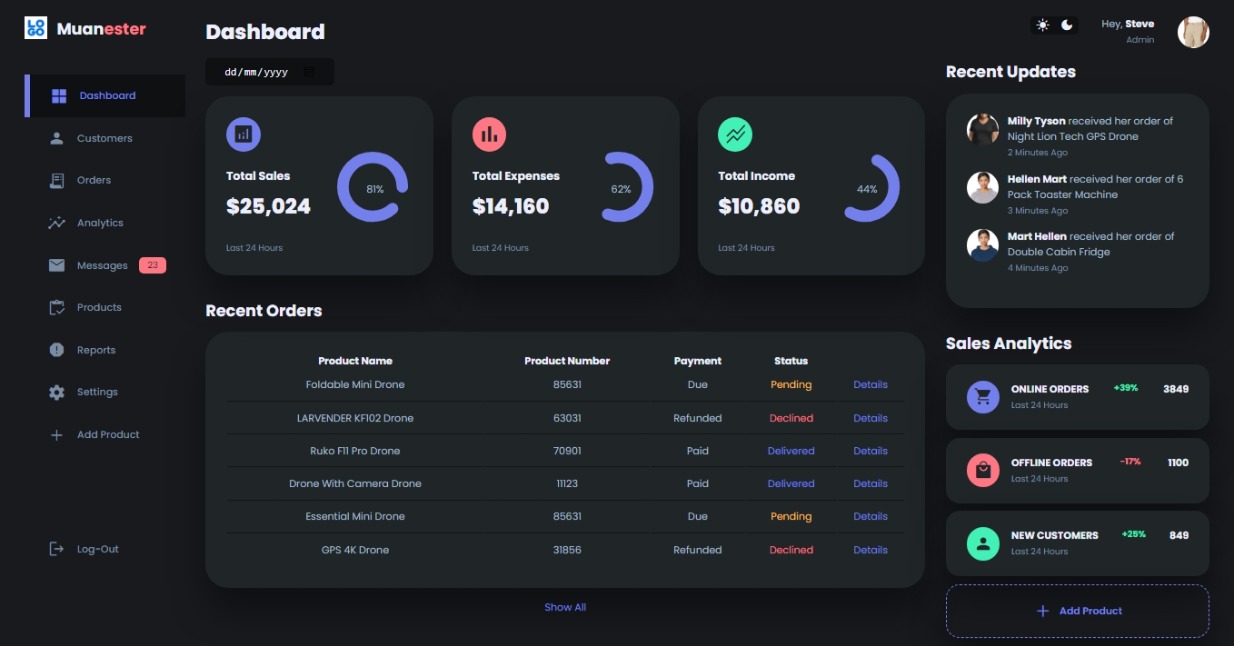 LO
GO
Muanester
Dashboard
Customers
Orders
Analytics
Messages 23
Products
Reports
Settings
Add Product
Log-Out
Dashboard
dd/mm/yyyy
Total Sales
$25,024
81%
Last 24 Hours
Total Expenses
$14,160
62%
Last 24 Hours
Total Income
$10,860
44%
Last 24 Hours
Recent Orders
Product Name Product Number Payment Status
Foldable Mini Drone 85631 Due Pending Details
LARVENDER KF102 Drone 63031 Refunded Declined Details
Ruko F11 Pro Drone 70901 Paid Delivered Details
Drone With Camera Drone 11123 Paid Delivered Details
Essential Mini Drone 85631 Due Pending Details
GPS 4K Drone 31856 Refunded Declined Details
Show All
Hey, Steve
Admin
Recent Updates
Milly Tyson received her order of
Night Lion Tech GPS Drone
2 Minutes Ago
Hellen Mart received her order of 6
Pack Toaster Machine
3 Minutes Ago
Mart Hellen received her order of
Double Cabin Fridge
4 Minutes Ago
Sales Analytics
ONLINE ORDERS +39% 3849
Last 24 Hours
OFFLINE ORDERS -17% 1100
Last 24 Hours
NEW CUSTOMERS +25% 849
Last 24 Hours
Add Product